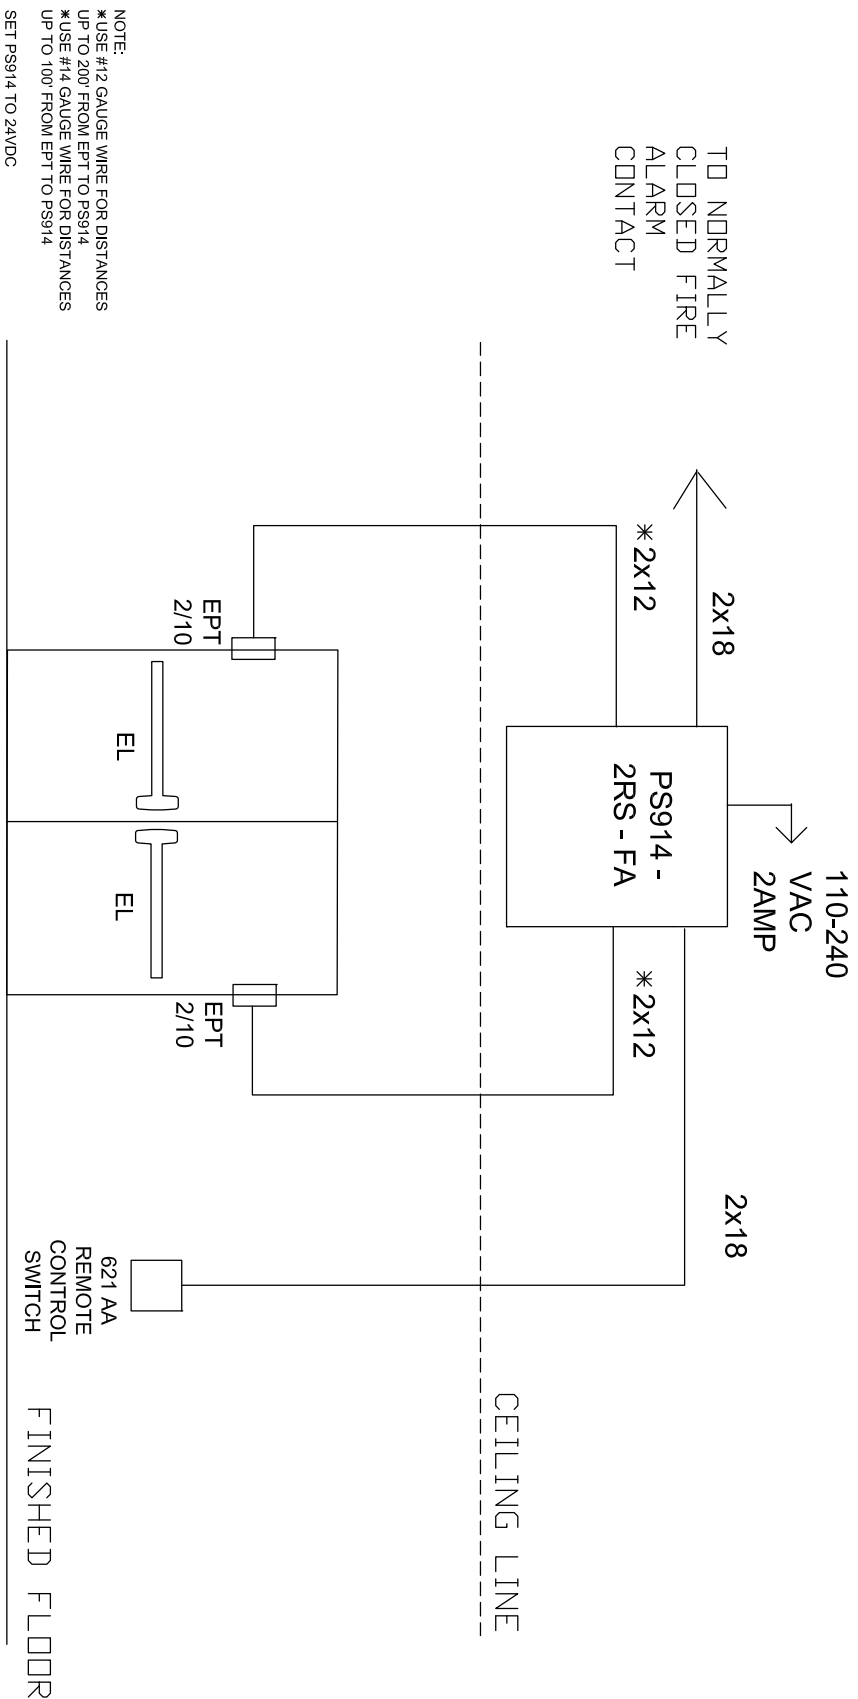 110-240
VAC
2AMP
TO NORMALLY
CLOSED FIRE
ALARM
CONTACT
2x18
2x18
*2x12
*2x12
PS914 -
2RS - FA
CEILING LINE
EPT
2/10
EPT
2/10
EL
EL
621 AA
REMOTE
CONTROL
SWITCH
FINISHED FLOOR
NOTE:
*USE #12 GAUGE WIRE FOR DISTANCES
UP TO 200' FROM EPT TO PS914
*USE #14 GAUGE WIRE FOR DISTANCES
UP TO 100' FROM EPT TO PS914
SET PS914 TO 24VDC